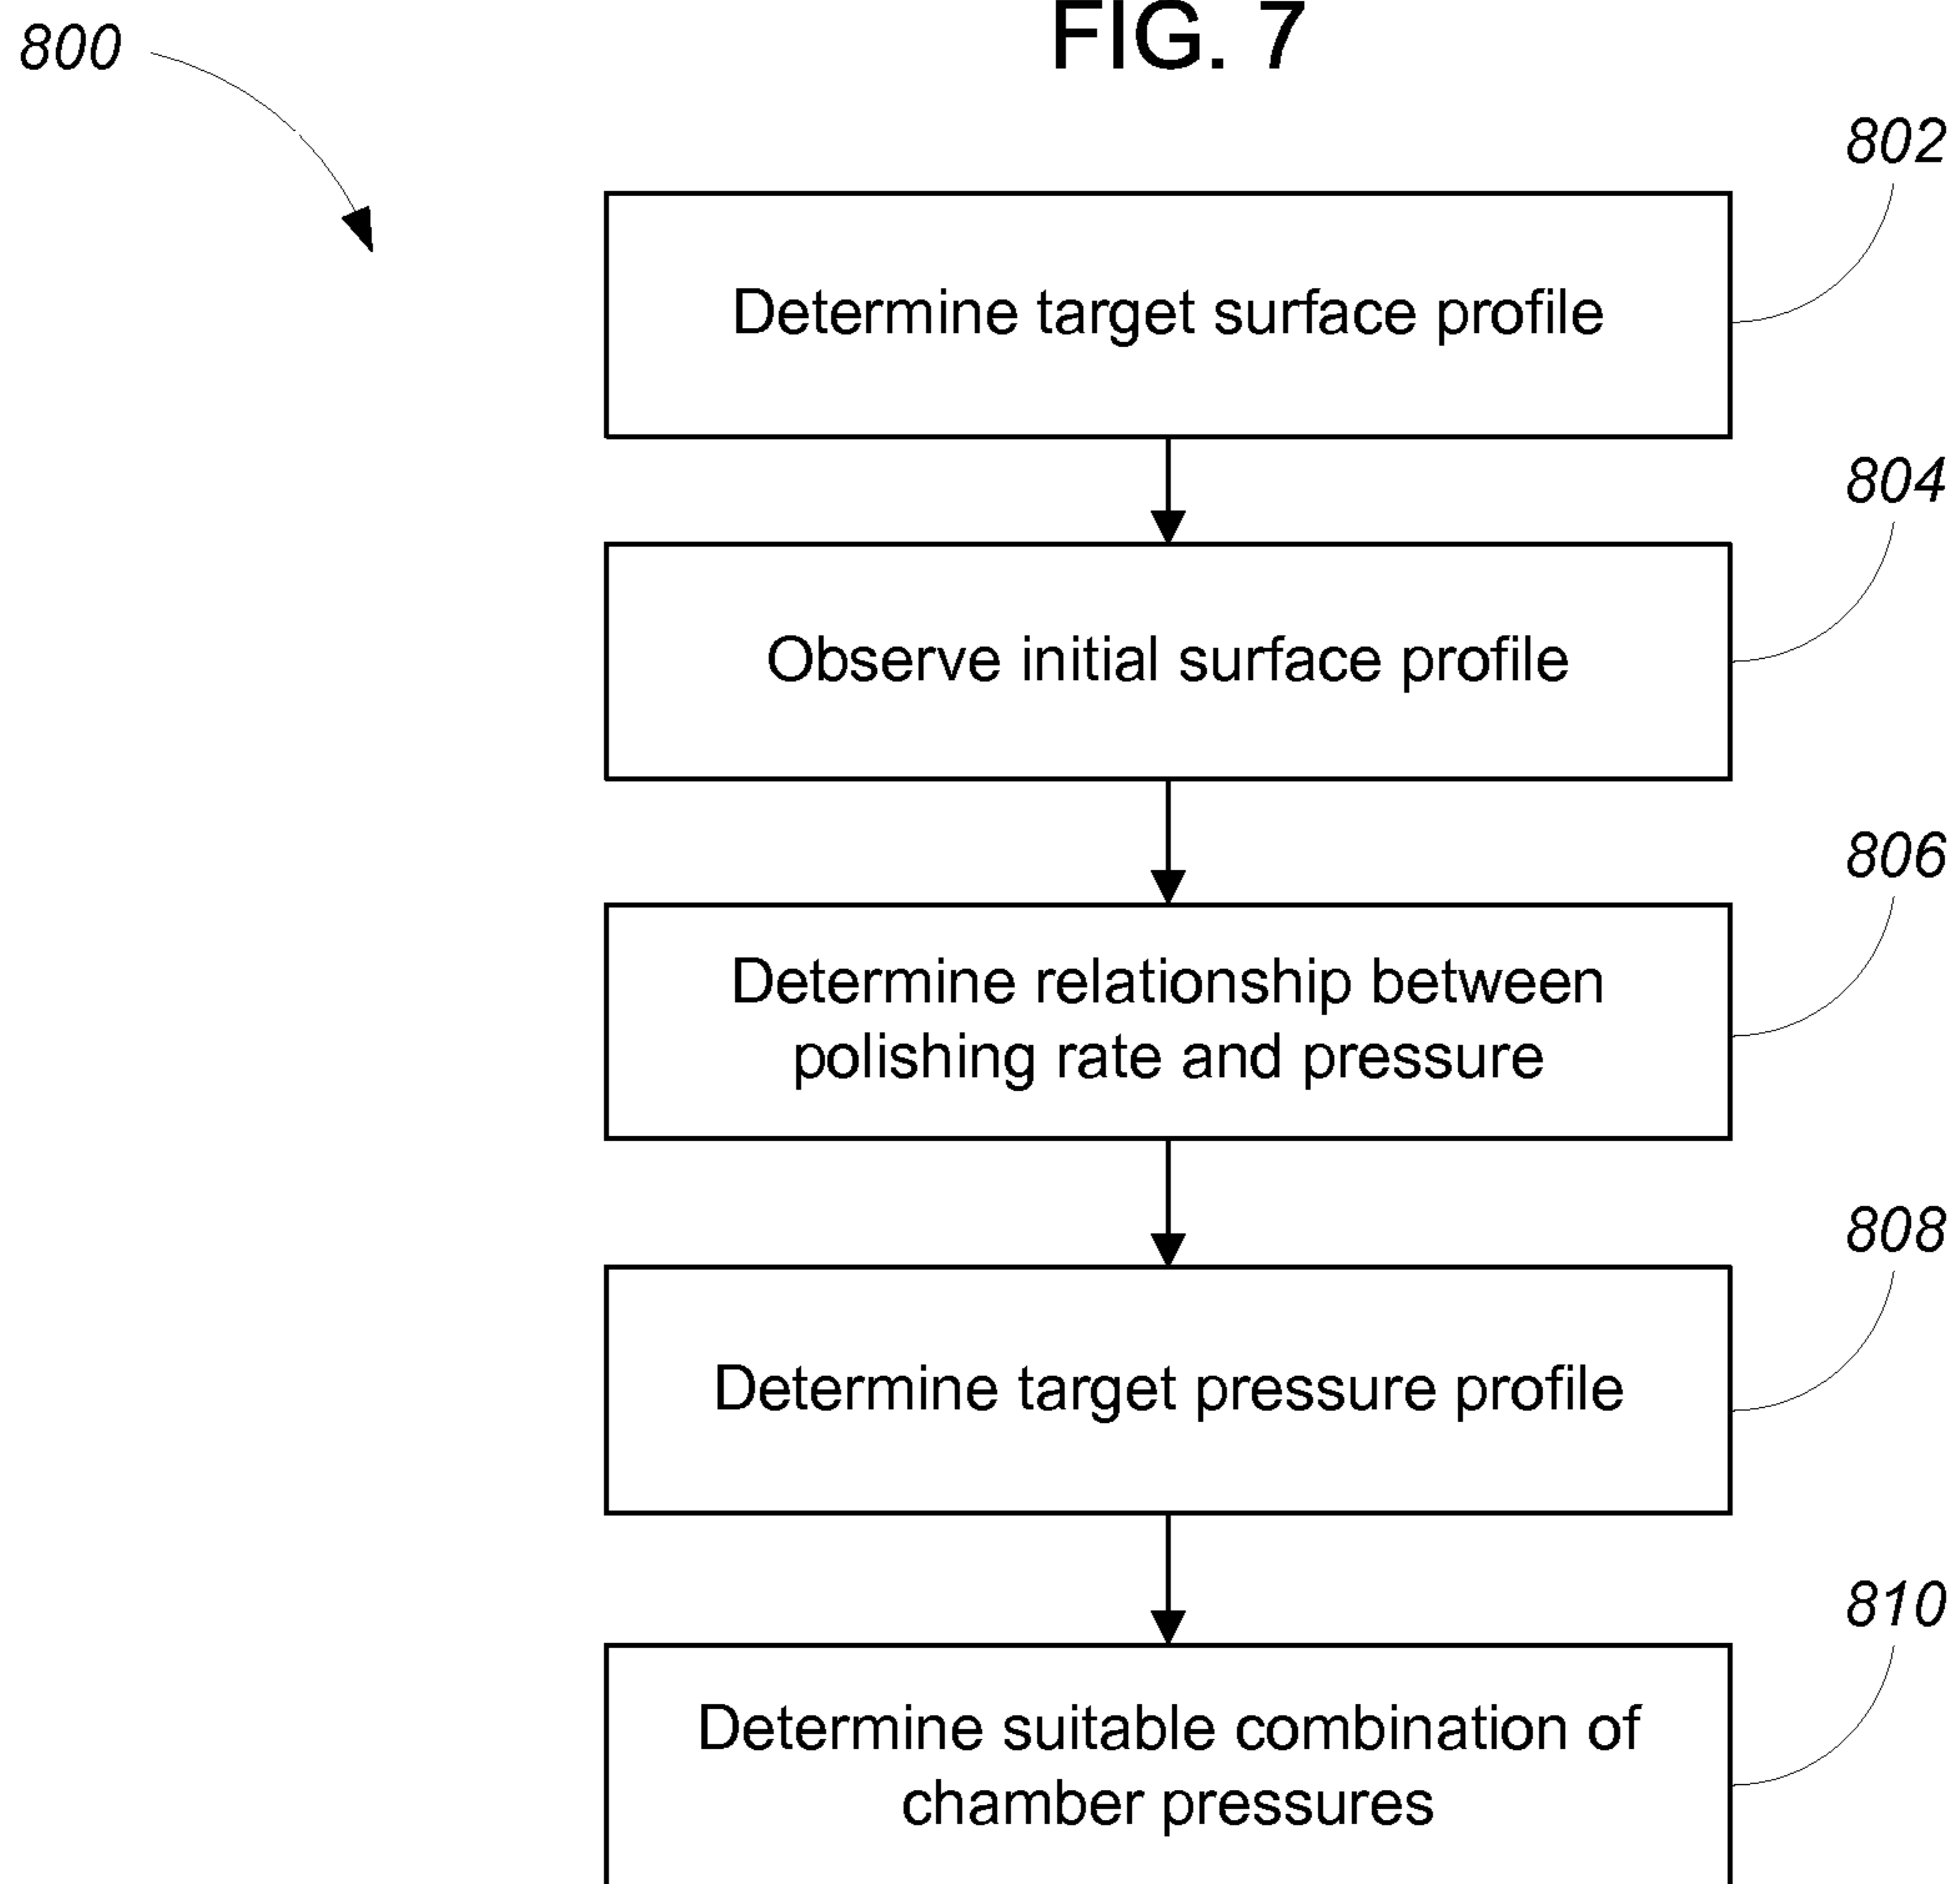 FIG. 7
800
802
Determine target surface profile
804
Observe initial surface profile
806
Determine relationship between
polishing rate and pressure
808
Determine target pressure profile
810
Determine suitable combination of
chamber pressures